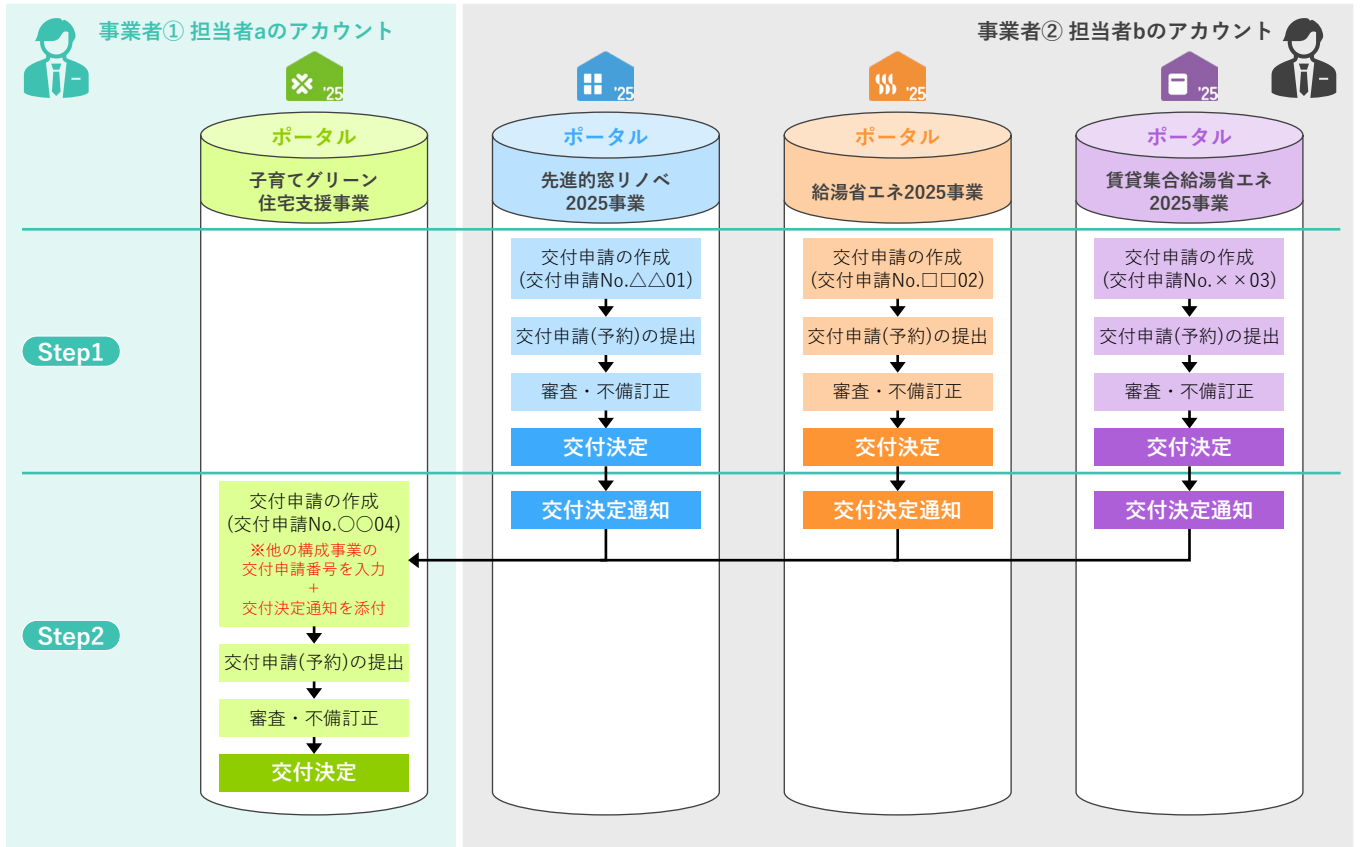 事業者① 担当者aのアカウント
事業者② 担当者bのアカウント
'25
'25
'25
'25
ポータル
子育てグリーン
住宅支援事業
ポータル
先進的窓リノベ
2025事業
ポータル
給湯省エネ2025事業
ポータル
賃貸集合給湯省エネ
2025事業
Step1
交付申請の作成
(交付申請No.△△01)
交付申請(予約)の提出
審査・不備訂正
交付決定
交付申請の作成
(交付申請No.□□02)
交付申請(予約)の提出
審査・不備訂正
交付決定
交付申請の作成
(交付申請No.××03)
交付申請(予約)の提出
審査・不備訂正
交付決定
Step2
交付申請の作成
(交付申請No.〇〇04)
※他の構成事業の
交付申請番号を入力
+
交付決定通知を添付
交付申請(予約)の提出
審査・不備訂正
交付決定
交付決定通知
交付決定通知
交付決定通知